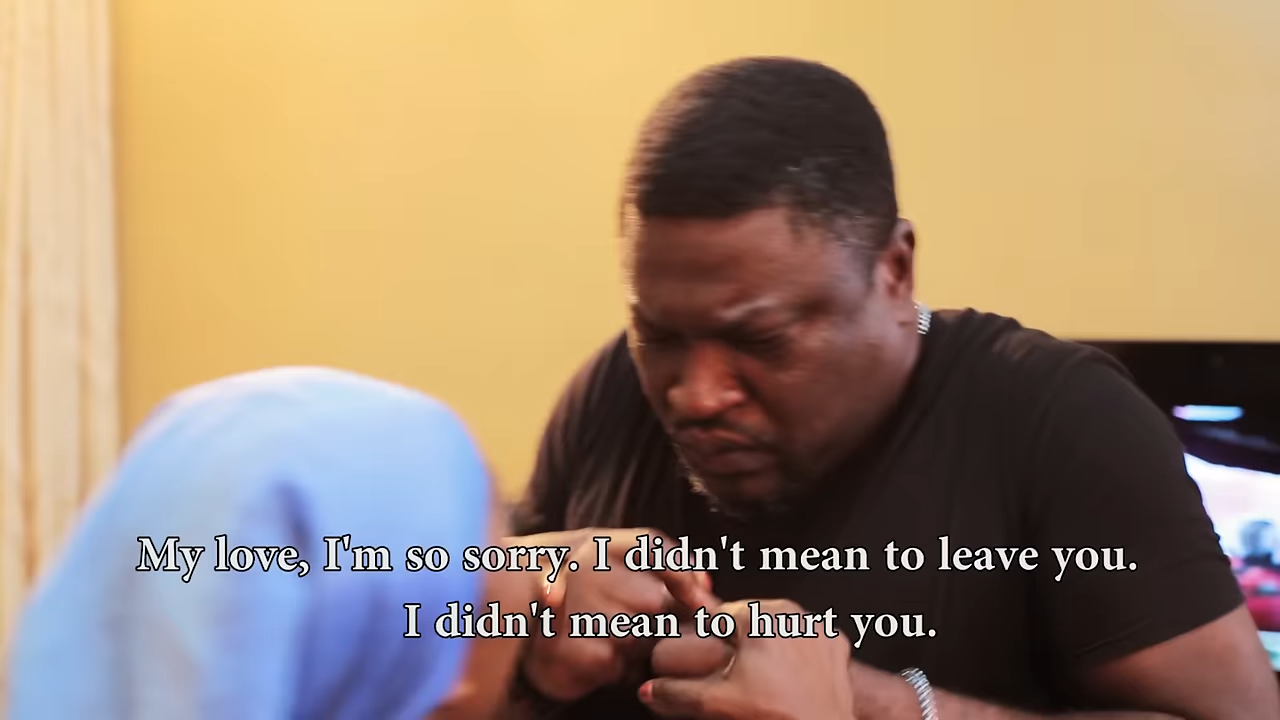 My love, I'm so sorry. I didn't mean to leave you.
I didn't mean to hurt you.